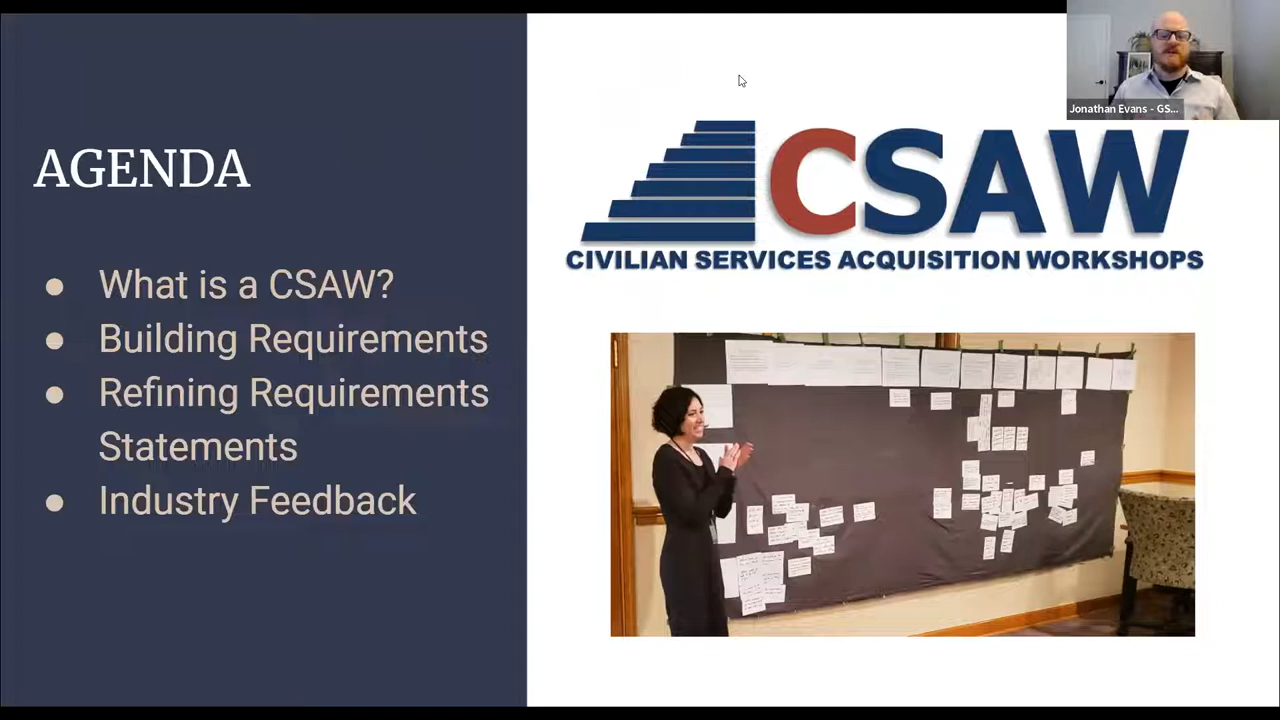 AGENDA
● What is a CSAW?
● Building Requirements
● Refining Requirements
Statements
● Industry Feedback
CSAW
CIVILIAN SERVICES ACQUISITION WORKSHOPS
Jonathan Evans - GS...